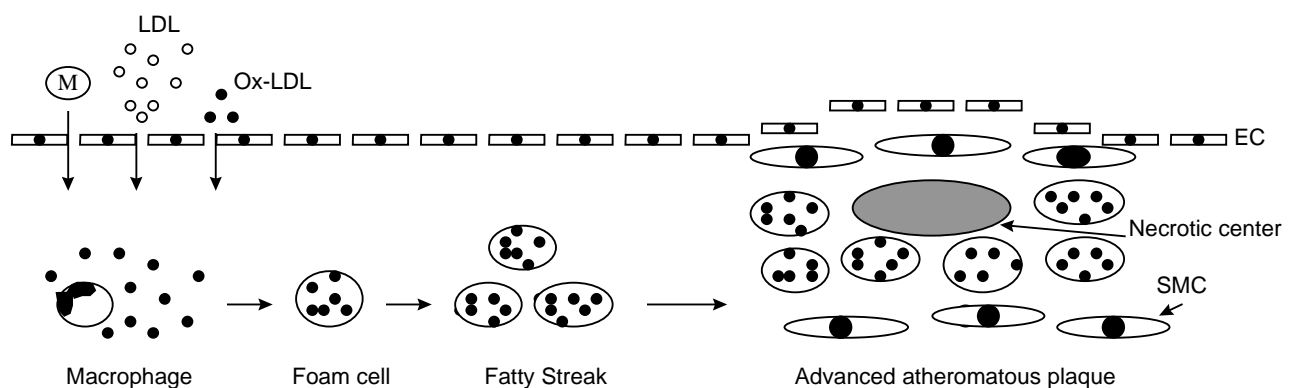 LDL
M
Ox-LDL
EC
Necrotic center
SMC
Macrophage
Foam cell
Fatty Streak
Advanced atheromatous plaque